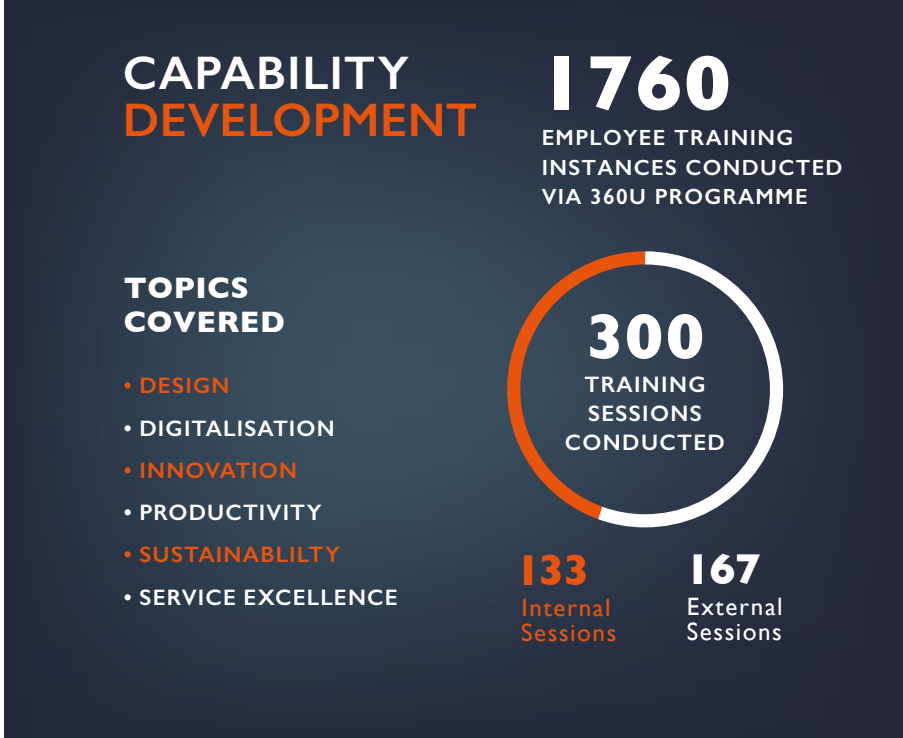 CAPABILITY
DEVELOPMENT
1760
EMPLOYEE TRAINING
INSTANCES CONDUCTED
VIA 360U PROGRAMME
TOPICS
COVERED
• DESIGN
• DIGITALISATION
• INNOVATION
• PRODUCTIVITY
• SUSTAINABLILTY
• SERVICE EXCELLENCE
300
TRAINING
SESSIONS
CONDUCTED
133
Internal
Sessions
167
External
Sessions